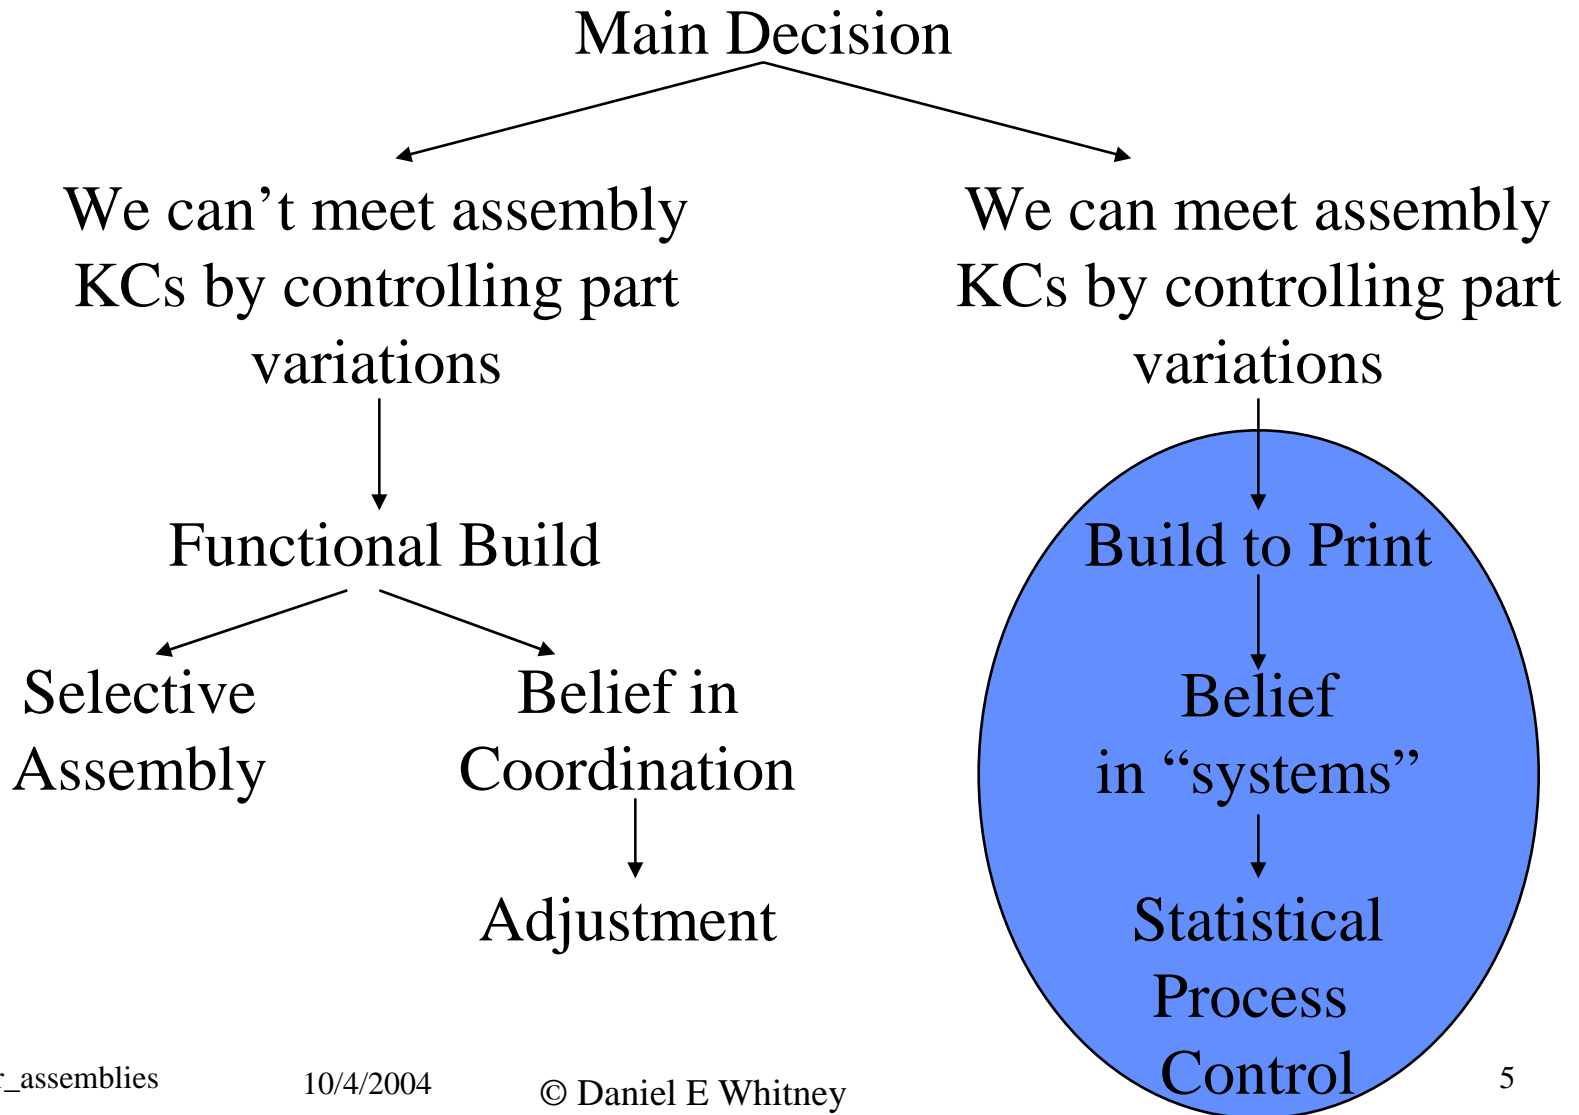 Main Decision
We can’t meet assembly
KCs by controlling part
variations
We can meet assembly
KCs by controlling part
variations
Functional Build
Build to Print
Selective
Assembly
Belief in
Coordination
Belief
in “systems”
Adjustment
Statistical
Process
Control
r_assemblies
10/4/2004
© Daniel E Whitney
5